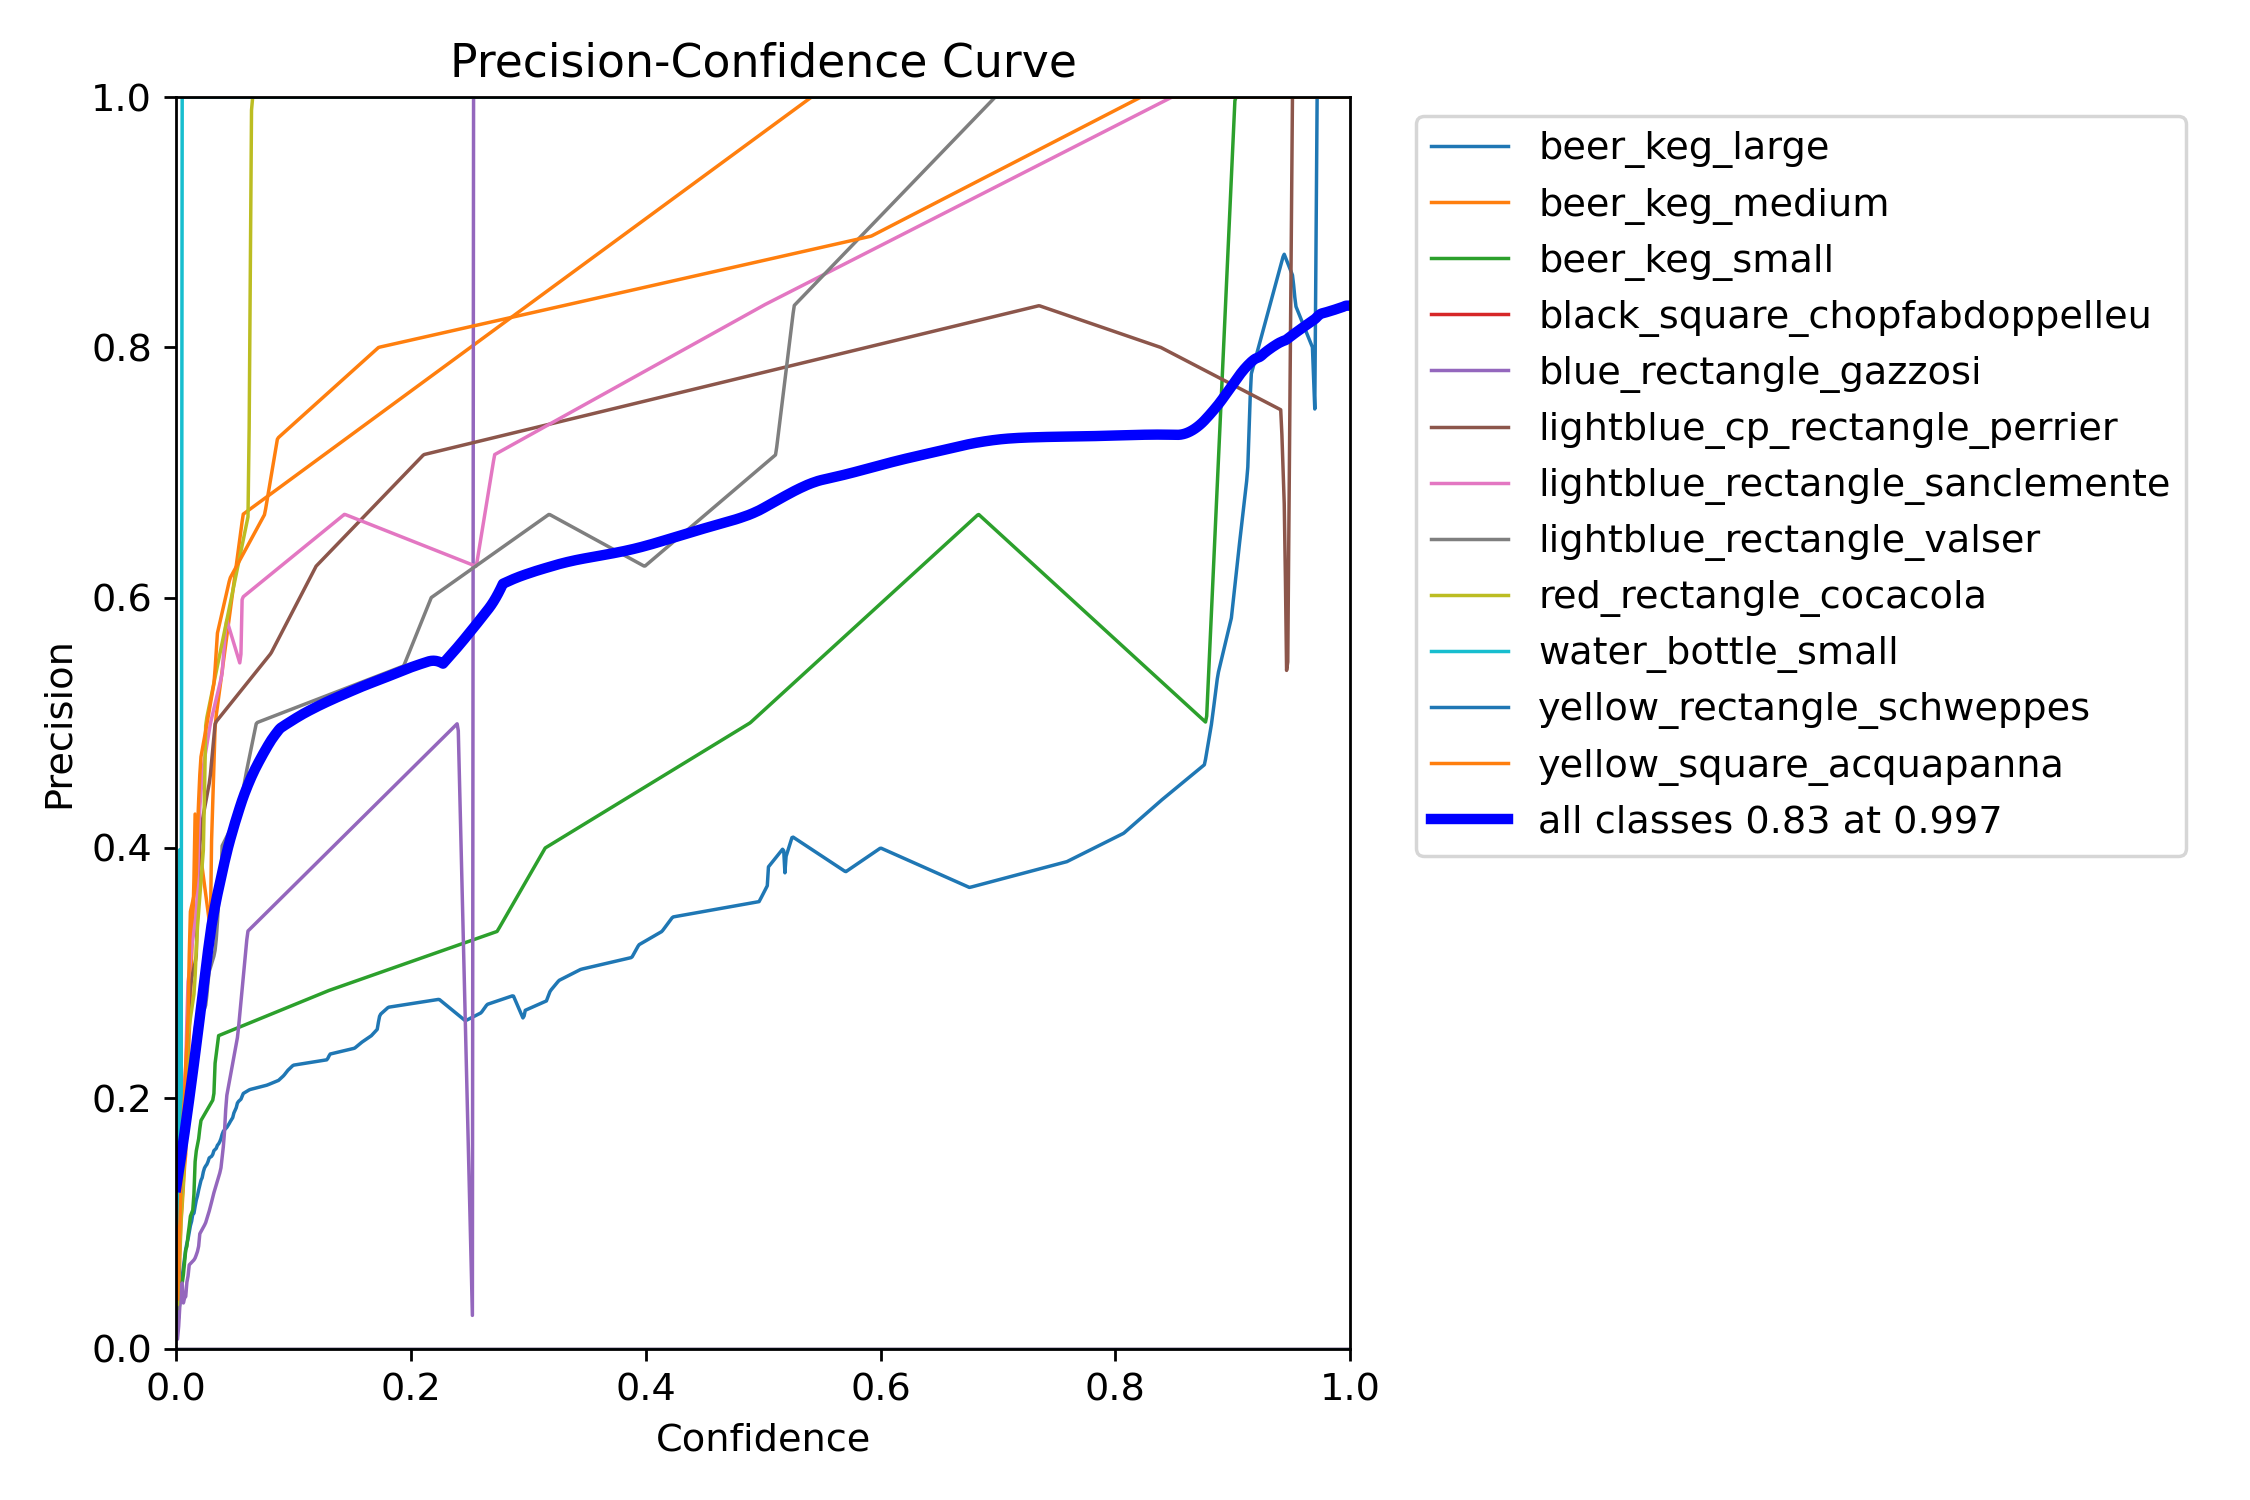 Precision-Confidence Curve
1.0
0.8
0.6
0.4
0.2
0.0
Precision
0.0 0.2 0.4 0.6 0.8 1.0
Confidence
beer_keg_large
beer_keg_medium
beer_keg_small
black_square_chopfabdoppelleu
blue_rectangle_gazzosi
lightblue_cp_rectangle_perrier
lightblue_rectangle_sanclemente
lightblue_rectangle_valser
red_rectangle_cocacola
water_bottle_small
yellow_rectangle_schweppes
yellow_square_acquapanna
all classes 0.83 at 0.997